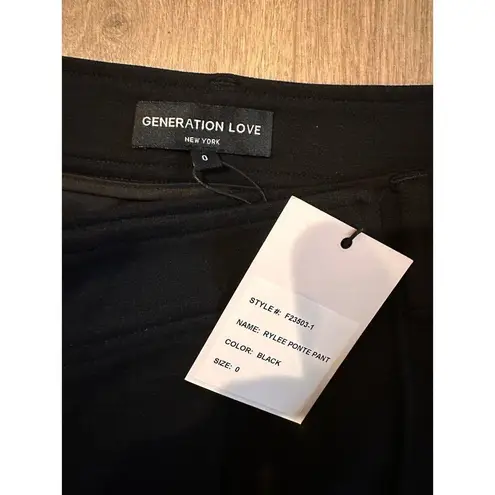 GENERATION LOVE
NEW YORK
0
STYLE #: F23503-1
NAME: RYLEE PONTE PANT
COLOR: BLACK
SIZE: 0